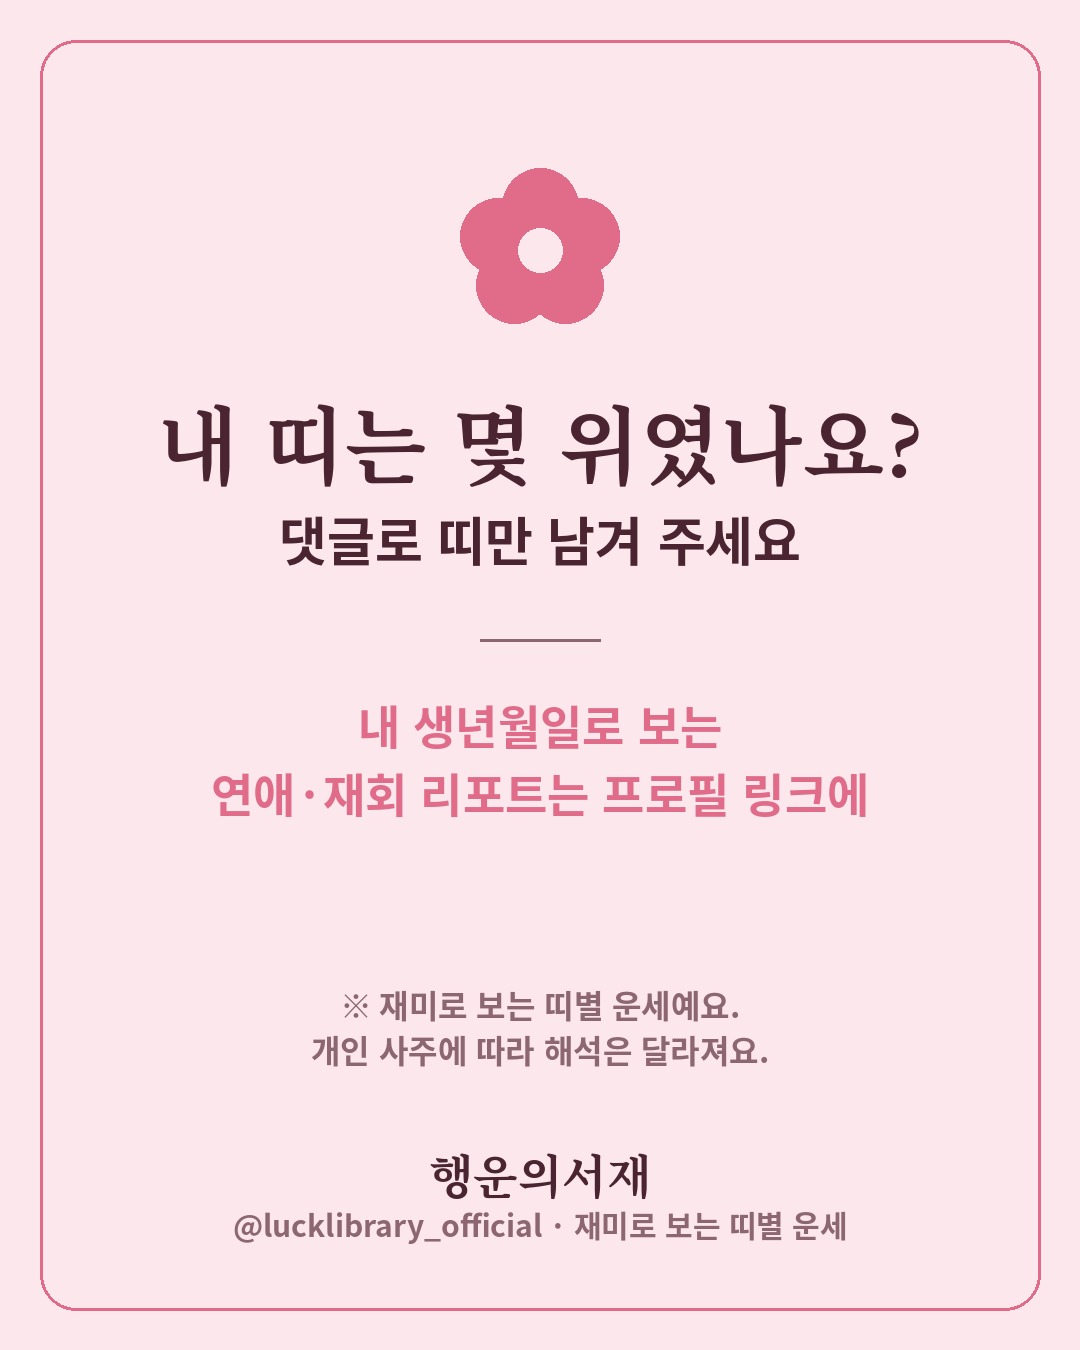 내 띠는 몇 위였나요?
댓글로 띠만 남겨 주세요
내 생년월일로 보는
연애·재회 리포트는 프로필 링크에
※ 재미로 보는 띠별 운세예요.
개인 사주에 따라 해석은 달라져요.
행운의서재
@lucklibrary_official · 재미로 보는 띠별 운세